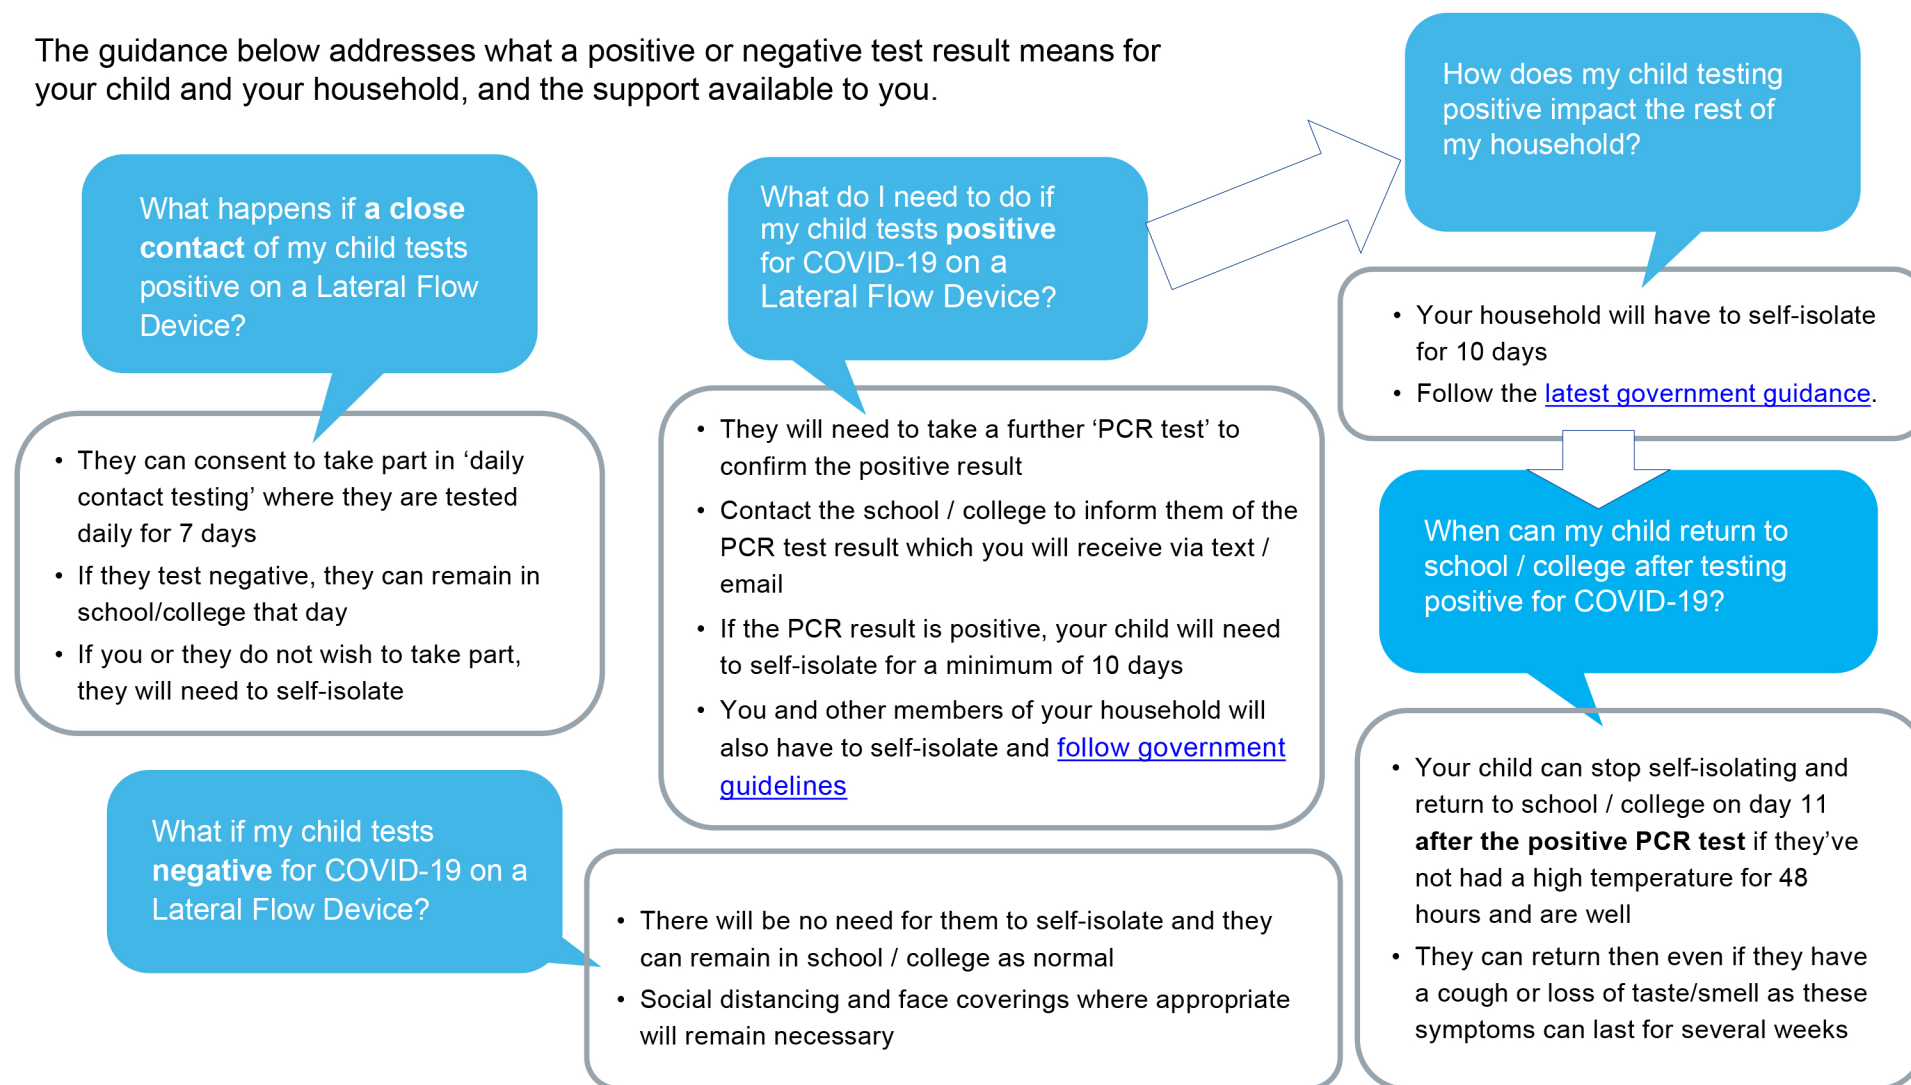 The guidance below addresses what a positive or negative test result means for
your child and your household, and the support available to you.
What happens if a close
contact of my child tests
positive on a Lateral Flow
Device?
• They can consent to take part in ‘daily
contact testing’ where they are tested
daily for 7 days
• If they test negative, they can remain in
school/college that day
• If you or they do not wish to take part,
they will need to self-isolate
What do I need to do if
my child tests positive
for COVID-19 on a
Lateral Flow Device?
• They will need to take a further ‘PCR test’ to
confirm the positive result
• Contact the school / college to inform them of the
PCR test result which you will receive via text /
email
• If the PCR result is positive, your child will need
to self-isolate for a minimum of 10 days
• You and other members of your household will
also have to self-isolate and follow government
guidelines
How does my child testing
positive impact the rest of
my household?
• Your household will have to self-isolate
for 10 days
• Follow the latest government guidance.
When can my child return to
school / college after testing
positive for COVID-19?
• Your child can stop self-isolating and
return to school / college on day 11
after the positive PCR test if they’ve
not had a high temperature for 48
hours and are well
• They can return then even if they have
a cough or loss of taste/smell as these
symptoms can last for several weeks
What if my child tests
negative for COVID-19 on a
Lateral Flow Device?
• There will be no need for them to self-isolate and they
can remain in school / college as normal
• Social distancing and face coverings where appropriate
will remain necessary